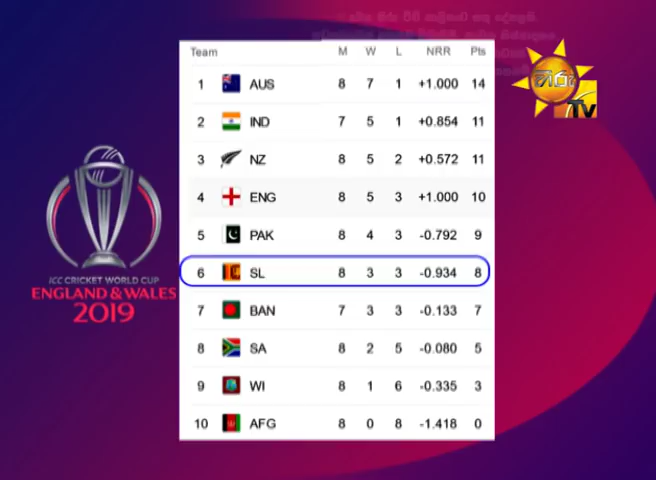 Team M W L NRR Pts
1 AUS 8 7 1 +1.000 14
2 IND 7 5 1 +0.854 11
3 NZ 8 5 2 +0.572 11
4 ENG 8 5 3 +1.000 10
5 PAK 8 4 3 -0.792 9
6 SL 8 3 3 -0.934 8
7 BAN 7 3 3 -0.133 7
8 SA 8 2 5 -0.080 5
9 WI 8 1 6 -0.335 3
10 AFG 8 0 8 -1.418 0
ICC CRICKET WORLD CUP
ENGLAND & WALES
2019
හිරු
TV